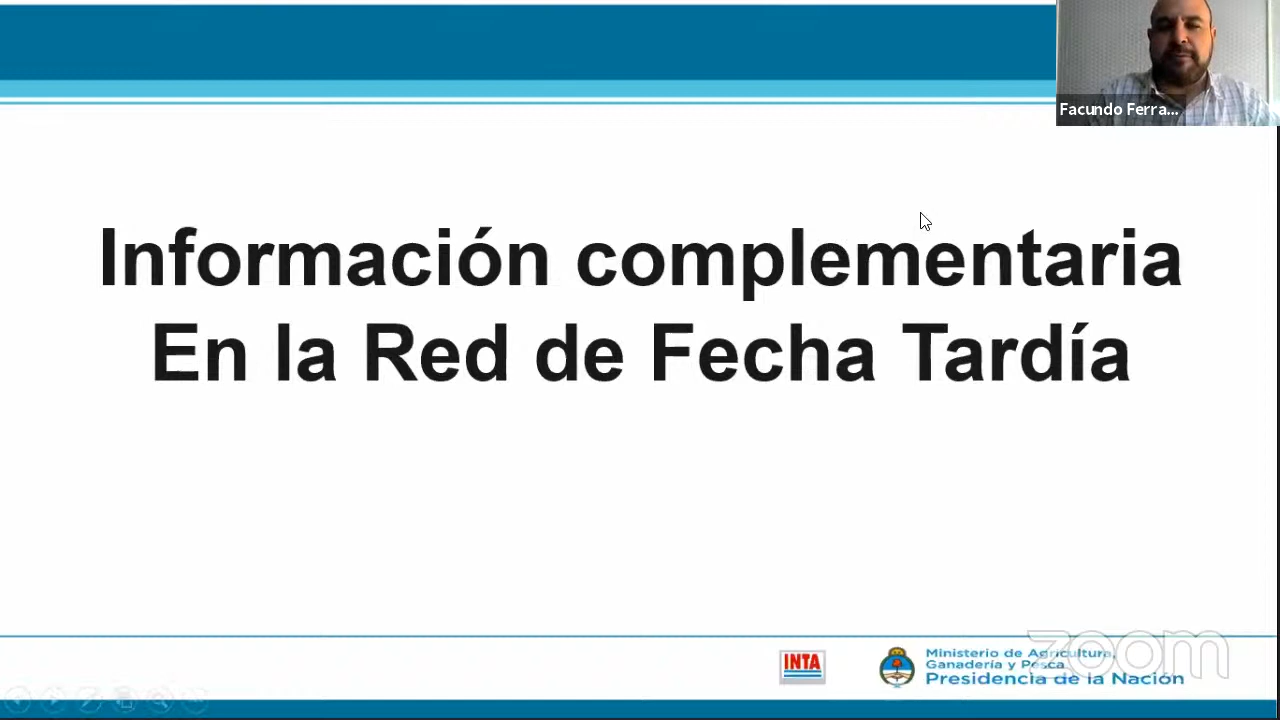 Facundo Ferra...
Información complementaria
En la Red de Fecha Tardía
INTA
Ministerio de Agricultura,
Ganadería y Pesca
Presidencia de la Nación
zoom